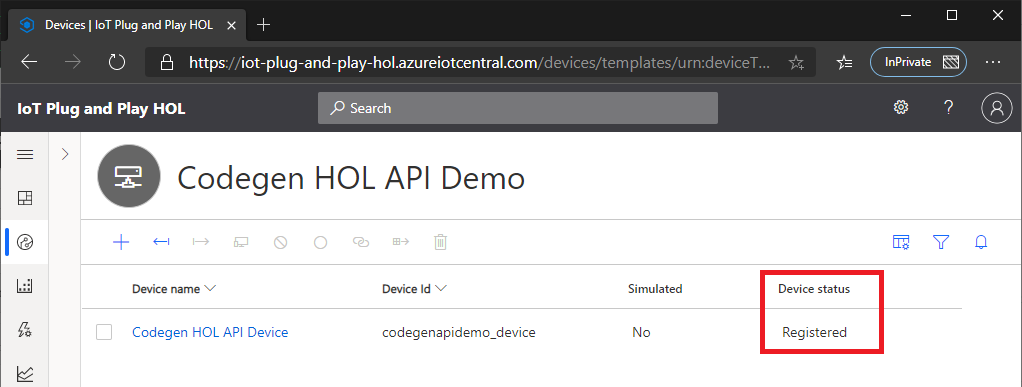 Devices | IoT Plug and Play HOL
https://iot-plug-and-play-hol.azureiotcentral.com/devices/templates/urn:deviceT...
InPrivate
IoT Plug and Play HOL
Search
?
Codegen HOL API Demo
Device name
Device Id
Simulated
Device status
Codegen HOL API Device
codegenapidemo_device
No
Registered